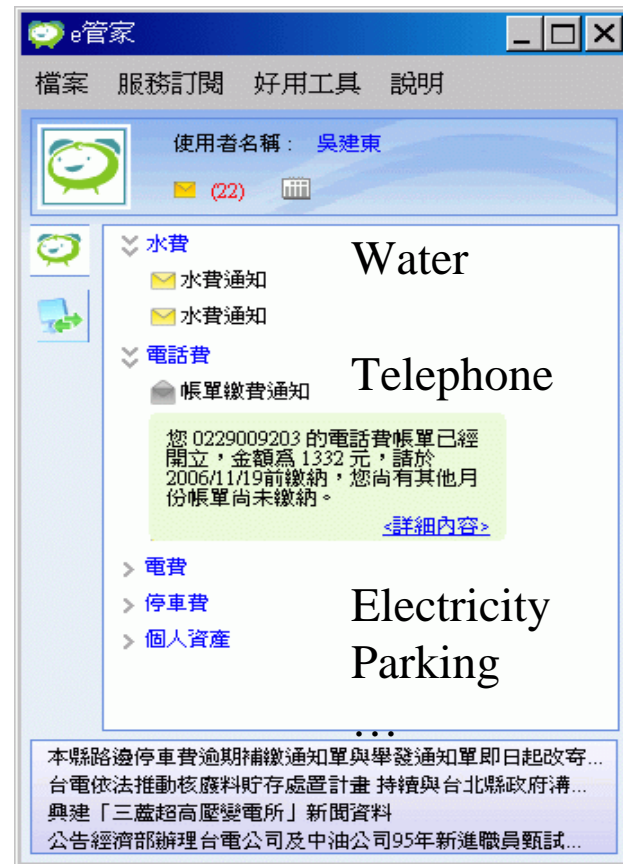 e管家
檔案 服務訂閱 好用工具 說明
使用者名稱： 吳建東
(22)
水費
Water
水費通知
水費通知
電話費
Telephone
帳單繳費通知
您 0229009203 的電話費帳單已經
開立，金額為 1332 元，請於
2006/11/19前繳納，您尚有其他月
份帳單尚未繳納。
<詳細內容>
電費
停車費
Electricity
個人資產
Parking
...
本縣路邊停車費逾期補繳通知單與舉發通知單即日起改寄...
台電依法推動核廢料貯存處置計畫 持續與台北縣政府溝...
興建「三蘆超高壓變電所」新聞資料
公告經濟部辦理台電公司及中油公司95年新進職員甄試...